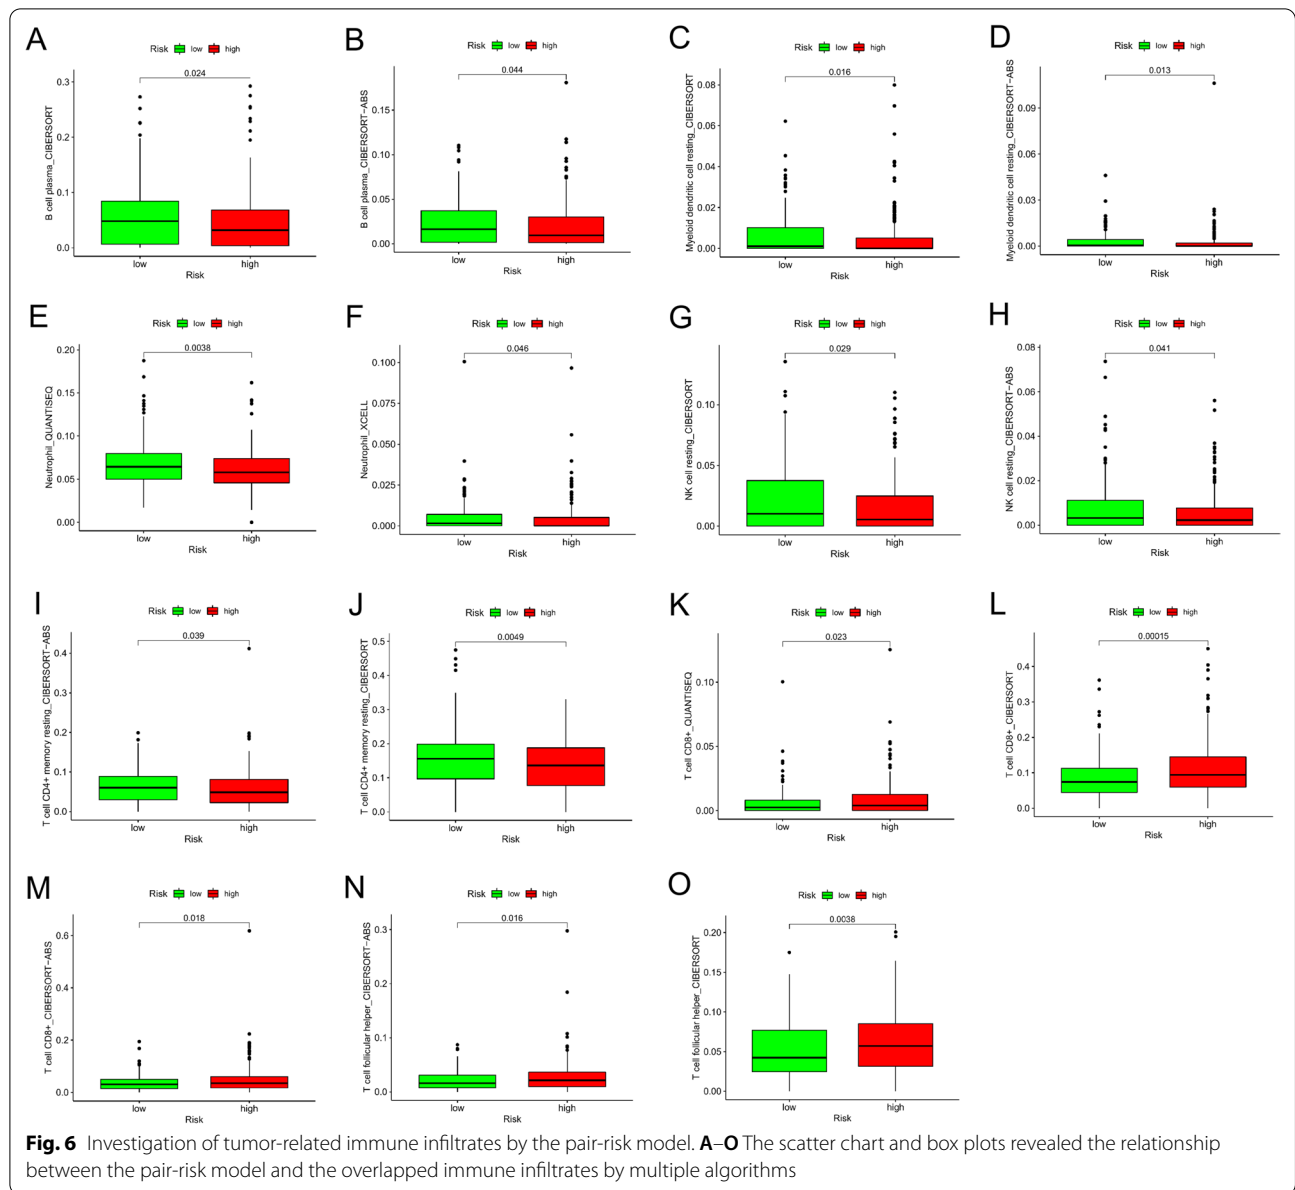 A
Risk low high
0.024
B cell plasma_CIBERSORT
0.3
0.2
0.1
0.0
low high
Risk
B
Risk low high
0.044
B cell plasma_CIBERSORT−ABS
0.15
0.10
0.05
0.00
low high
Risk
C
Risk low high
0.016
Myeloid dendritic cell resting_CIBERSORT
0.08
0.06
0.04
0.02
0.00
low high
Risk
D
Risk low high
0.013
Myeloid dendritic cell resting_CIBERSORT−ABS
0.09
0.06
0.03
0.00
low high
Risk
E
Risk low high
0.0038
Neutrophil_QUANTISEQ
0.20
0.15
0.10
0.05
0.00
low high
Risk
F
Risk low high
0.046
Neutrophil_XCELL
0.100
0.075
0.050
0.025
0.000
low high
Risk
G
Risk low high
0.029
NK cell resting_CIBERSORT
0.10
0.05
0.00
low high
Risk
H
Risk low high
0.041
NK cell resting_CIBERSORT−ABS
0.08
0.06
0.04
0.02
0.00
low high
Risk
I
Risk low high
0.039
T cell CD4+ memory resting_CIBERSORT−ABS
0.4
0.3
0.2
0.1
0.0
low high
Risk
J
Risk low high
0.0049
T cell CD4+ memory resting_CIBERSORT
0.5
0.4
0.3
0.2
0.1
0.0
low high
Risk
K
Risk low high
0.023
T cell CD8+_QUANTISEQ
0.10
0.05
0.00
low high
Risk
L
Risk low high
0.00015
T cell CD8+_CIBERSORT
0.4
0.3
0.2
0.1
0.0
low high
Risk
M
Risk low high
0.018
T cell CD8+_CIBERSORT−ABS
0.6
0.4
0.2
0.0
low high
Risk
N
Risk low high
0.016
T cell follicular helper_CIBERSORT−ABS
0.3
0.2
0.1
0.0
low high
Risk
O
Risk low high
0.0038
T cell follicular helper_CIBERSORT
0.20
0.15
0.10
0.05
0.00
low high
Risk
Fig. 6 Investigation of tumor-related immune infiltrates by the pair-risk model. A–O The scatter chart and box plots revealed the relationship
between the pair-risk model and the overlapped immune infiltrates by multiple algorithms